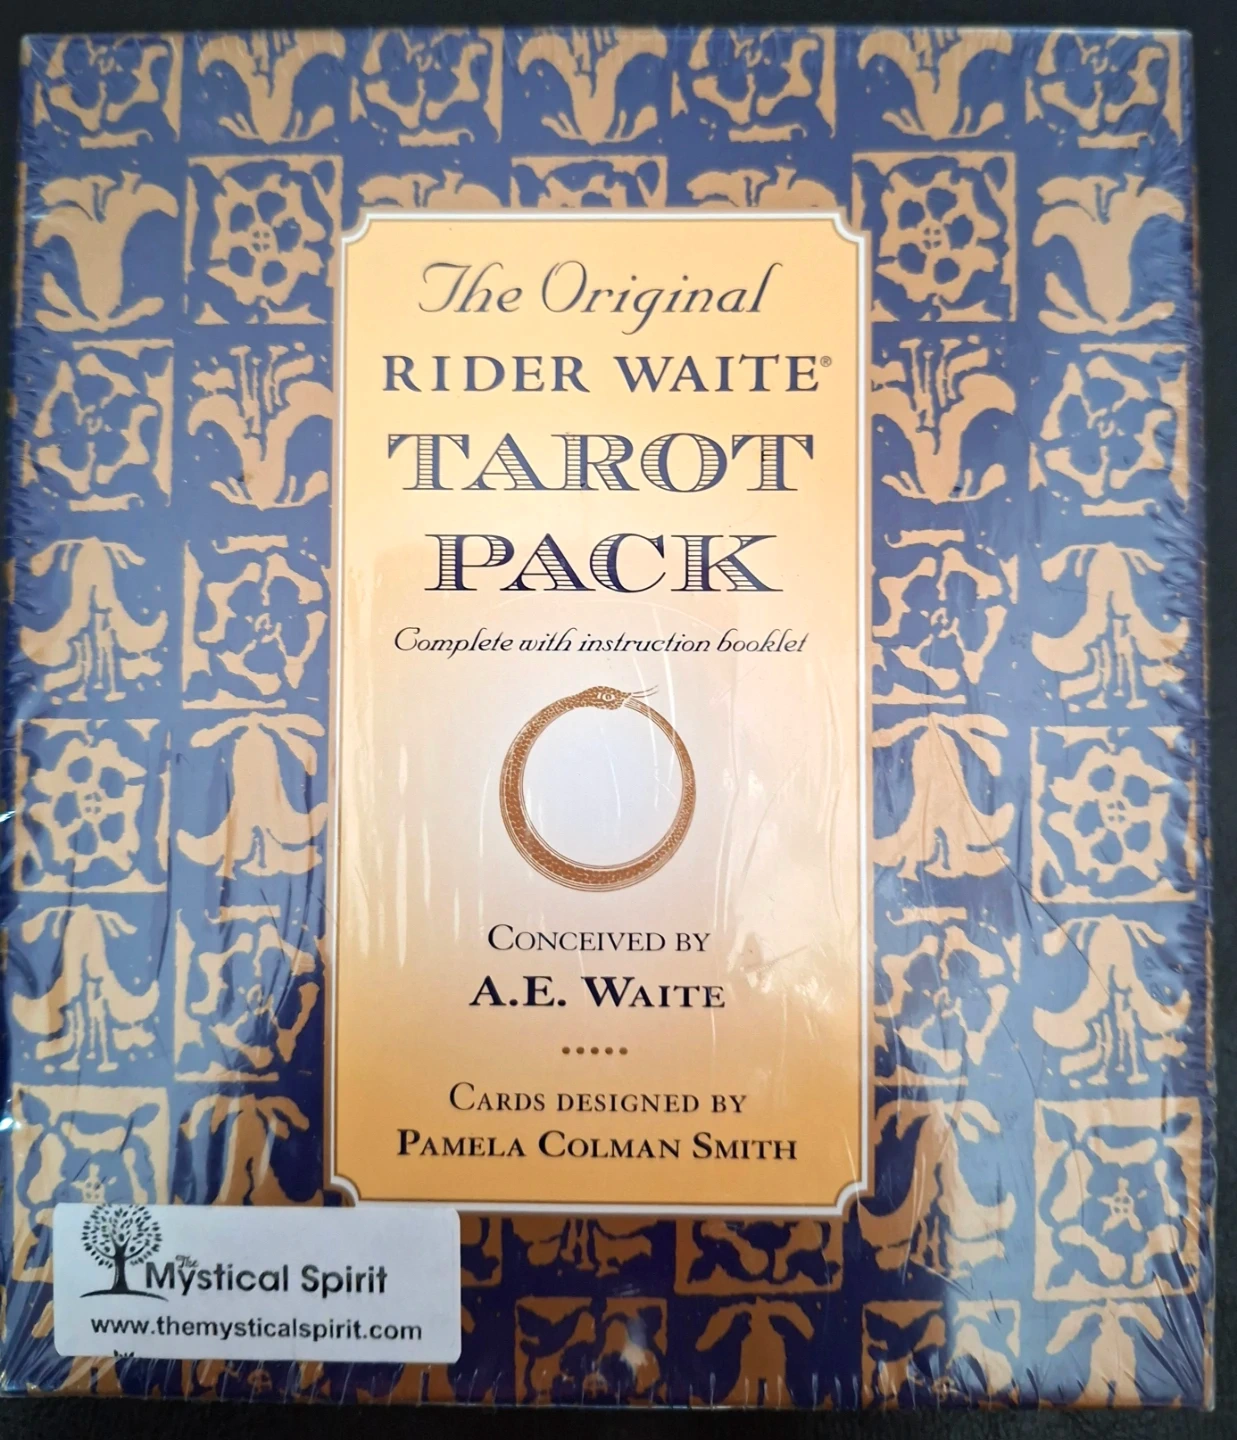 The Original
RIDER WAITE®
TAROT
PACK
Complete with instruction booklet
CONCEIVED BY
A.E. WAITE
CARDS DESIGNED BY
PAMELA COLMAN SMITH
The
Mystical Spirit
www.themysticalspirit.com